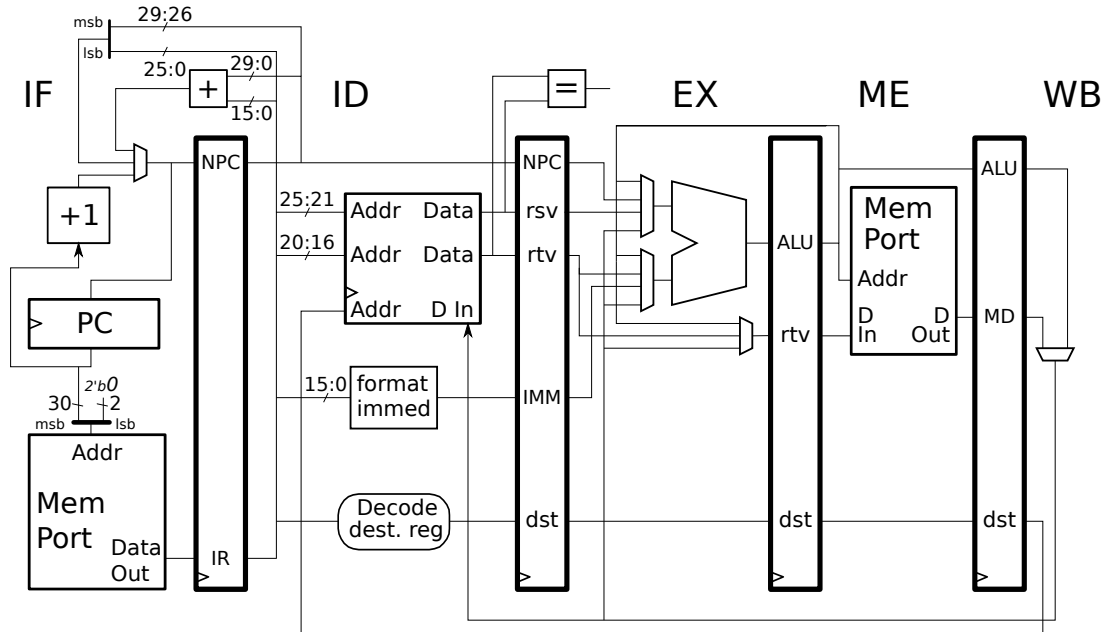 29:26
msb
lsb
25:0
29:0
+
15:0
=
IF
ID
EX
ME
WB
NPC
NPC
ALU
+1
25:21
Addr
Data
rsv
Mem
Port
20:16
Addr
Data
rtv
ALU
Addr
Addr
D In
PC
D
In
D
Out
MD
rtv
2'b0
30
2
msb
lsb
15:0
format
immed
IMM
Addr
Mem
Port
Data
Out
IR
Decode
dest. reg
dst
dst
dst